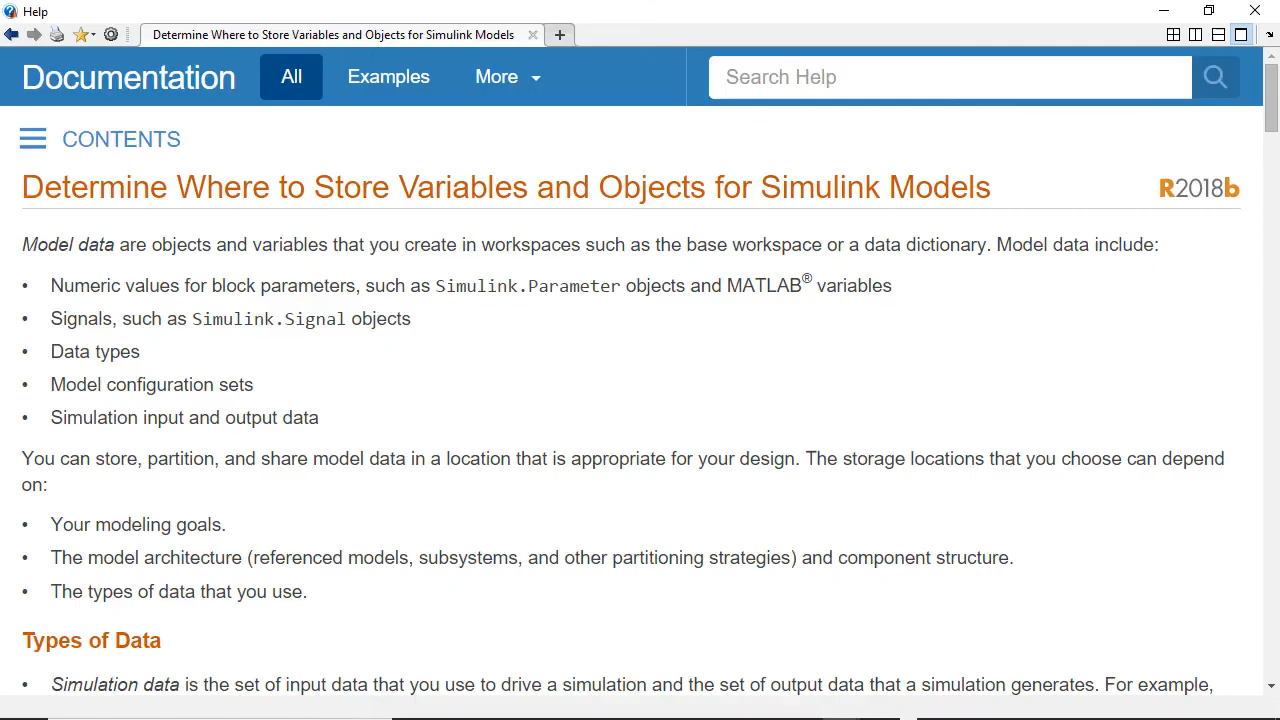 Help
Determine Where to Store Variables and Objects for Simulink Models
Documentation
All
Examples
More
Search Help
CONTENTS
Determine Where to Store Variables and Objects for Simulink Models
R2018b
Model data are objects and variables that you create in workspaces such as the base workspace or a data dictionary. Model data include:
• Numeric values for block parameters, such as Simulink.Parameter objects and MATLAB® variables
• Signals, such as Simulink.Signal objects
• Data types
• Model configuration sets
• Simulation input and output data
You can store, partition, and share model data in a location that is appropriate for your design. The storage locations that you choose can depend
on:
• Your modeling goals.
• The model architecture (referenced models, subsystems, and other partitioning strategies) and component structure.
• The types of data that you use.
Types of Data
• Simulation data is the set of input data that you use to drive a simulation and the set of output data that a simulation generates. For example,